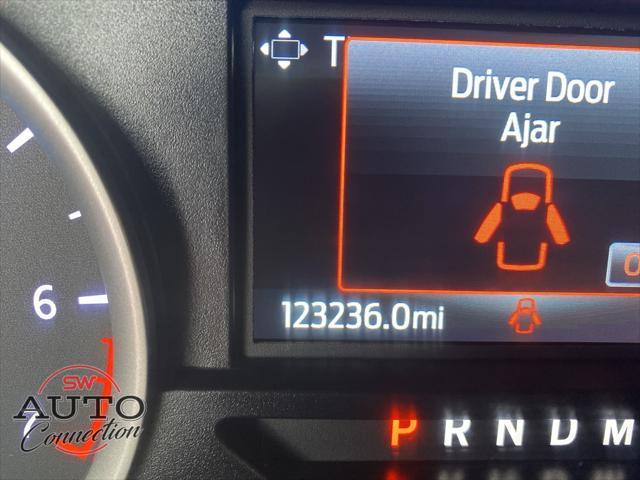 T
Driver Door
Ajar
123236.0mi
6
P R N D M
SW
AUTO
Connection